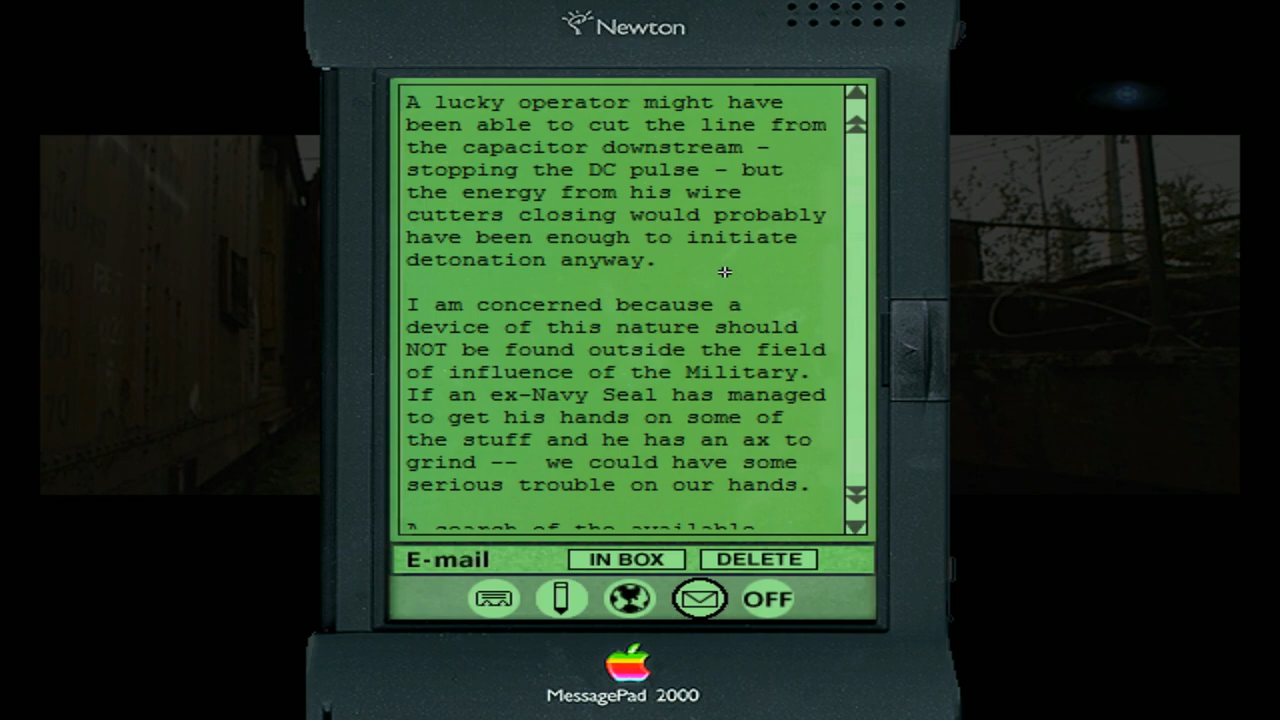 Newton
A lucky operator might have
been able to cut the line from
the capacitor downstream -
stopping the DC pulse - but
the energy from his wire
cutters closing would probably
have been enough to initiate
detonation anyway.
I am concerned because a
device of this nature should
NOT be found outside the field
of influence of the Military.
If an ex-Navy Seal has managed
to get his hands on some of
the stuff and he has an ax to
grind -- we could have some
serious trouble on our hands.
A search of the available
E-mail IN BOX DELETE
OFF
MessagePad 2000